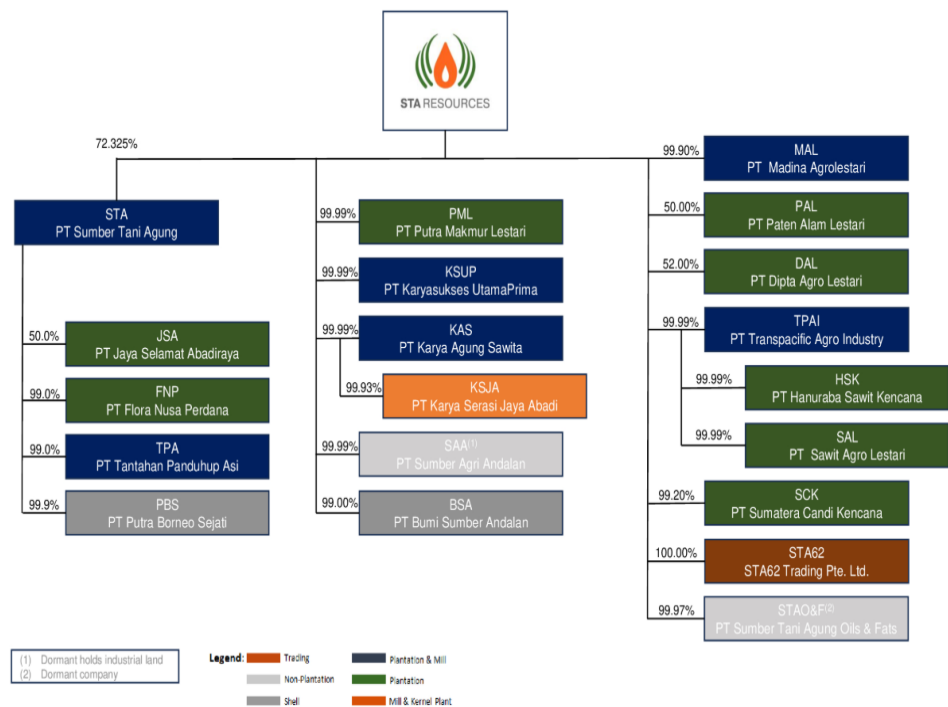 STA RESOURCES
72.325%
STA
PT Sumber Tani Agung
50.0%
JSA
PT Jaya Selamat Abadiraya
99.0%
FNP
PT Flora Nusa Perdana
99.0%
TPA
PT Tantahan Panduhup Asi
99.9%
PBS
PT Putra Borneo Sejati
99.99%
PML
PT Putra Makmur Lestari
99.99%
KSUP
PT Karyasukses UtamaPrima
99.99%
KAS
PT Karya Agung Sawita
99.93%
KSJA
PT Karya Serasi Jaya Abadi
99.99%
SAA(1)
PT Sumber Agri Andalan
99.00%
BSA
PT Bumi Sumber Andalan
99.90%
MAL
PT Madina Agrolestari
50.00%
PAL
PT Paten Alam Lestari
52.00%
DAL
PT Dipta Agro Lestari
99.99%
TPAI
PT Transpacific Agro Industry
99.99%
HSK
PT Hanuraba Sawit Kencana
99.99%
SAL
PT Sawit Agro Lestari
99.20%
SCK
PT Sumatera Candi Kencana
100.00%
STA62
STA62 Trading Pte. Ltd.
99.97%
STAO&F(2)
PT Sumber Tani Agung Oils & Fats
(1) Dormant holds industrial land
(2) Dormant company
Legend:
Trading
Plantation & Mill
Non-Plantation
Plantation
Shell
Mill & Kernel Plant